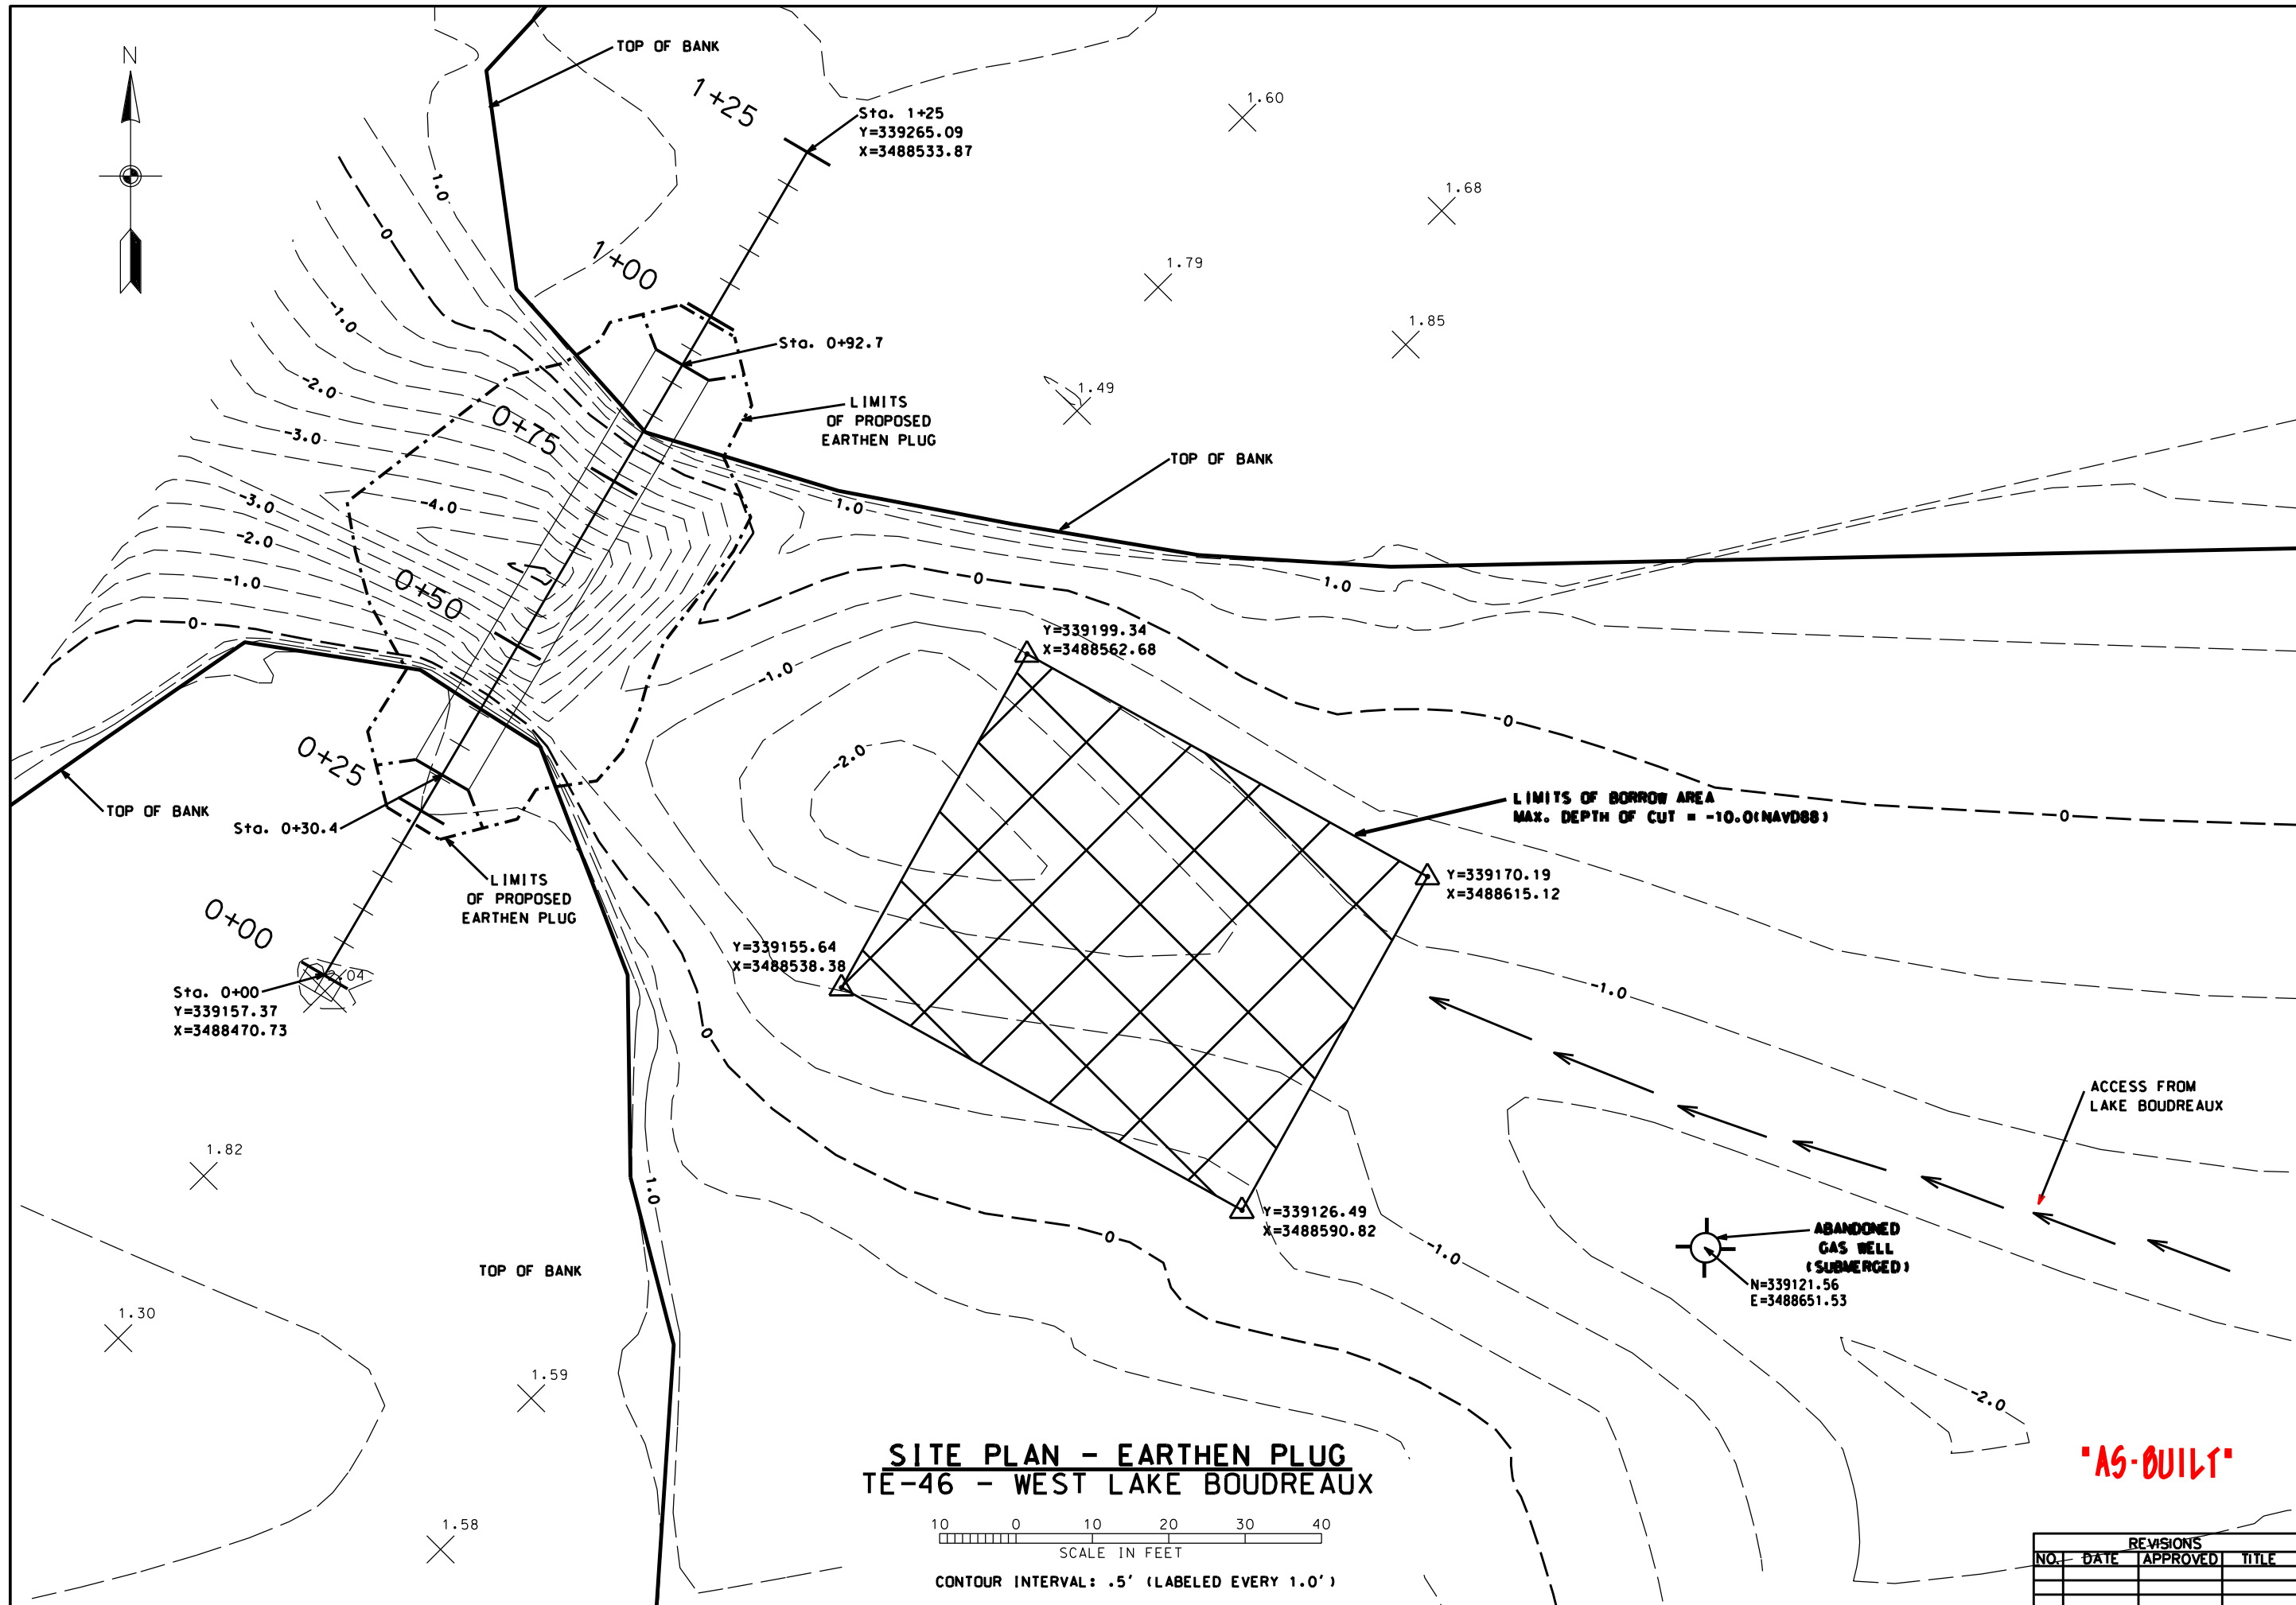 N
TOP OF BANK
1+25
Sta. 1+25
Y=339265.09
X=3488533.87
1.60
1.68
1.0
0
1+00
1.79
-1.0
1.85
Sta. 0+92.7
-2.0
1.49
LIMITS
OF PROPOSED
EARTHEN PLUG
0+75
-3.0
TOP OF BANK
-3.0
-4.0
1.0
-2.0
0+50
-1.0
0
1.0
0
Y=339199.34
X=3488562.68
-1.0
0
0+25
-2.0
TOP OF BANK
Sta. 0+30.4
LIMITS OF BORROW AREA
MAX. DEPTH OF CUT = -10.0(NAVD88)
0
LIMITS
OF PROPOSED
EARTHEN PLUG
Y=339170.19
X=3488615.12
0+00
Y=339155.64
X=3488538.38
Sta. 0+00
Y=339157.37
X=3488470.73
-1.0
0
ACCESS FROM
LAKE BOUDREAUX
1.82
1.0
Y=339126.49
X=3488590.82
0
-1.0
ABANDONED
GAS WELL
(SUBMERGED)
N=339121.56
E=3488651.53
TOP OF BANK
1.30
1.59
-2.0
SITE PLAN - EARTHEN PLUG
TE-46 - WEST LAKE BOUDREAUX
"AS-BUILT"
1.58
10 0 10 20 30 40
SCALE IN FEET
CONTOUR INTERVAL: .5' (LABELED EVERY 1.0')
REVISIONS
NO. DATE APPROVED TITLE